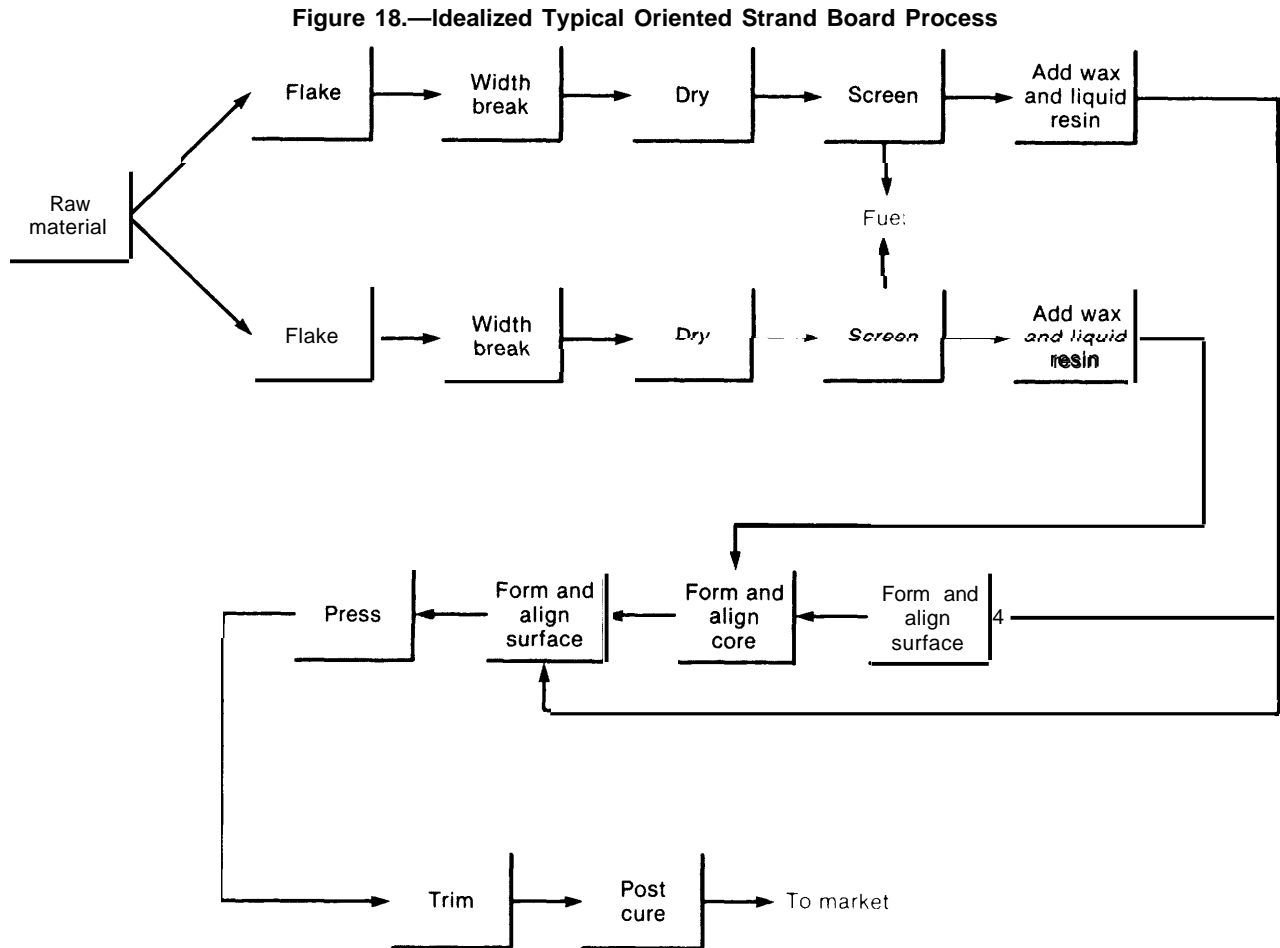 Figure 18.—Idealized Typical Oriented Strand Board Process
Flake
Width
break
Dry
Screen
Add wax
and liquid
resin
Raw
material
Fue:
Flake
Width
break
Dry
Screen
Add wax
and liquid
resin
Press
Form and
align
surface
Form and
align
core
Form and
align
surface
4
Trim
Post
cure
To market